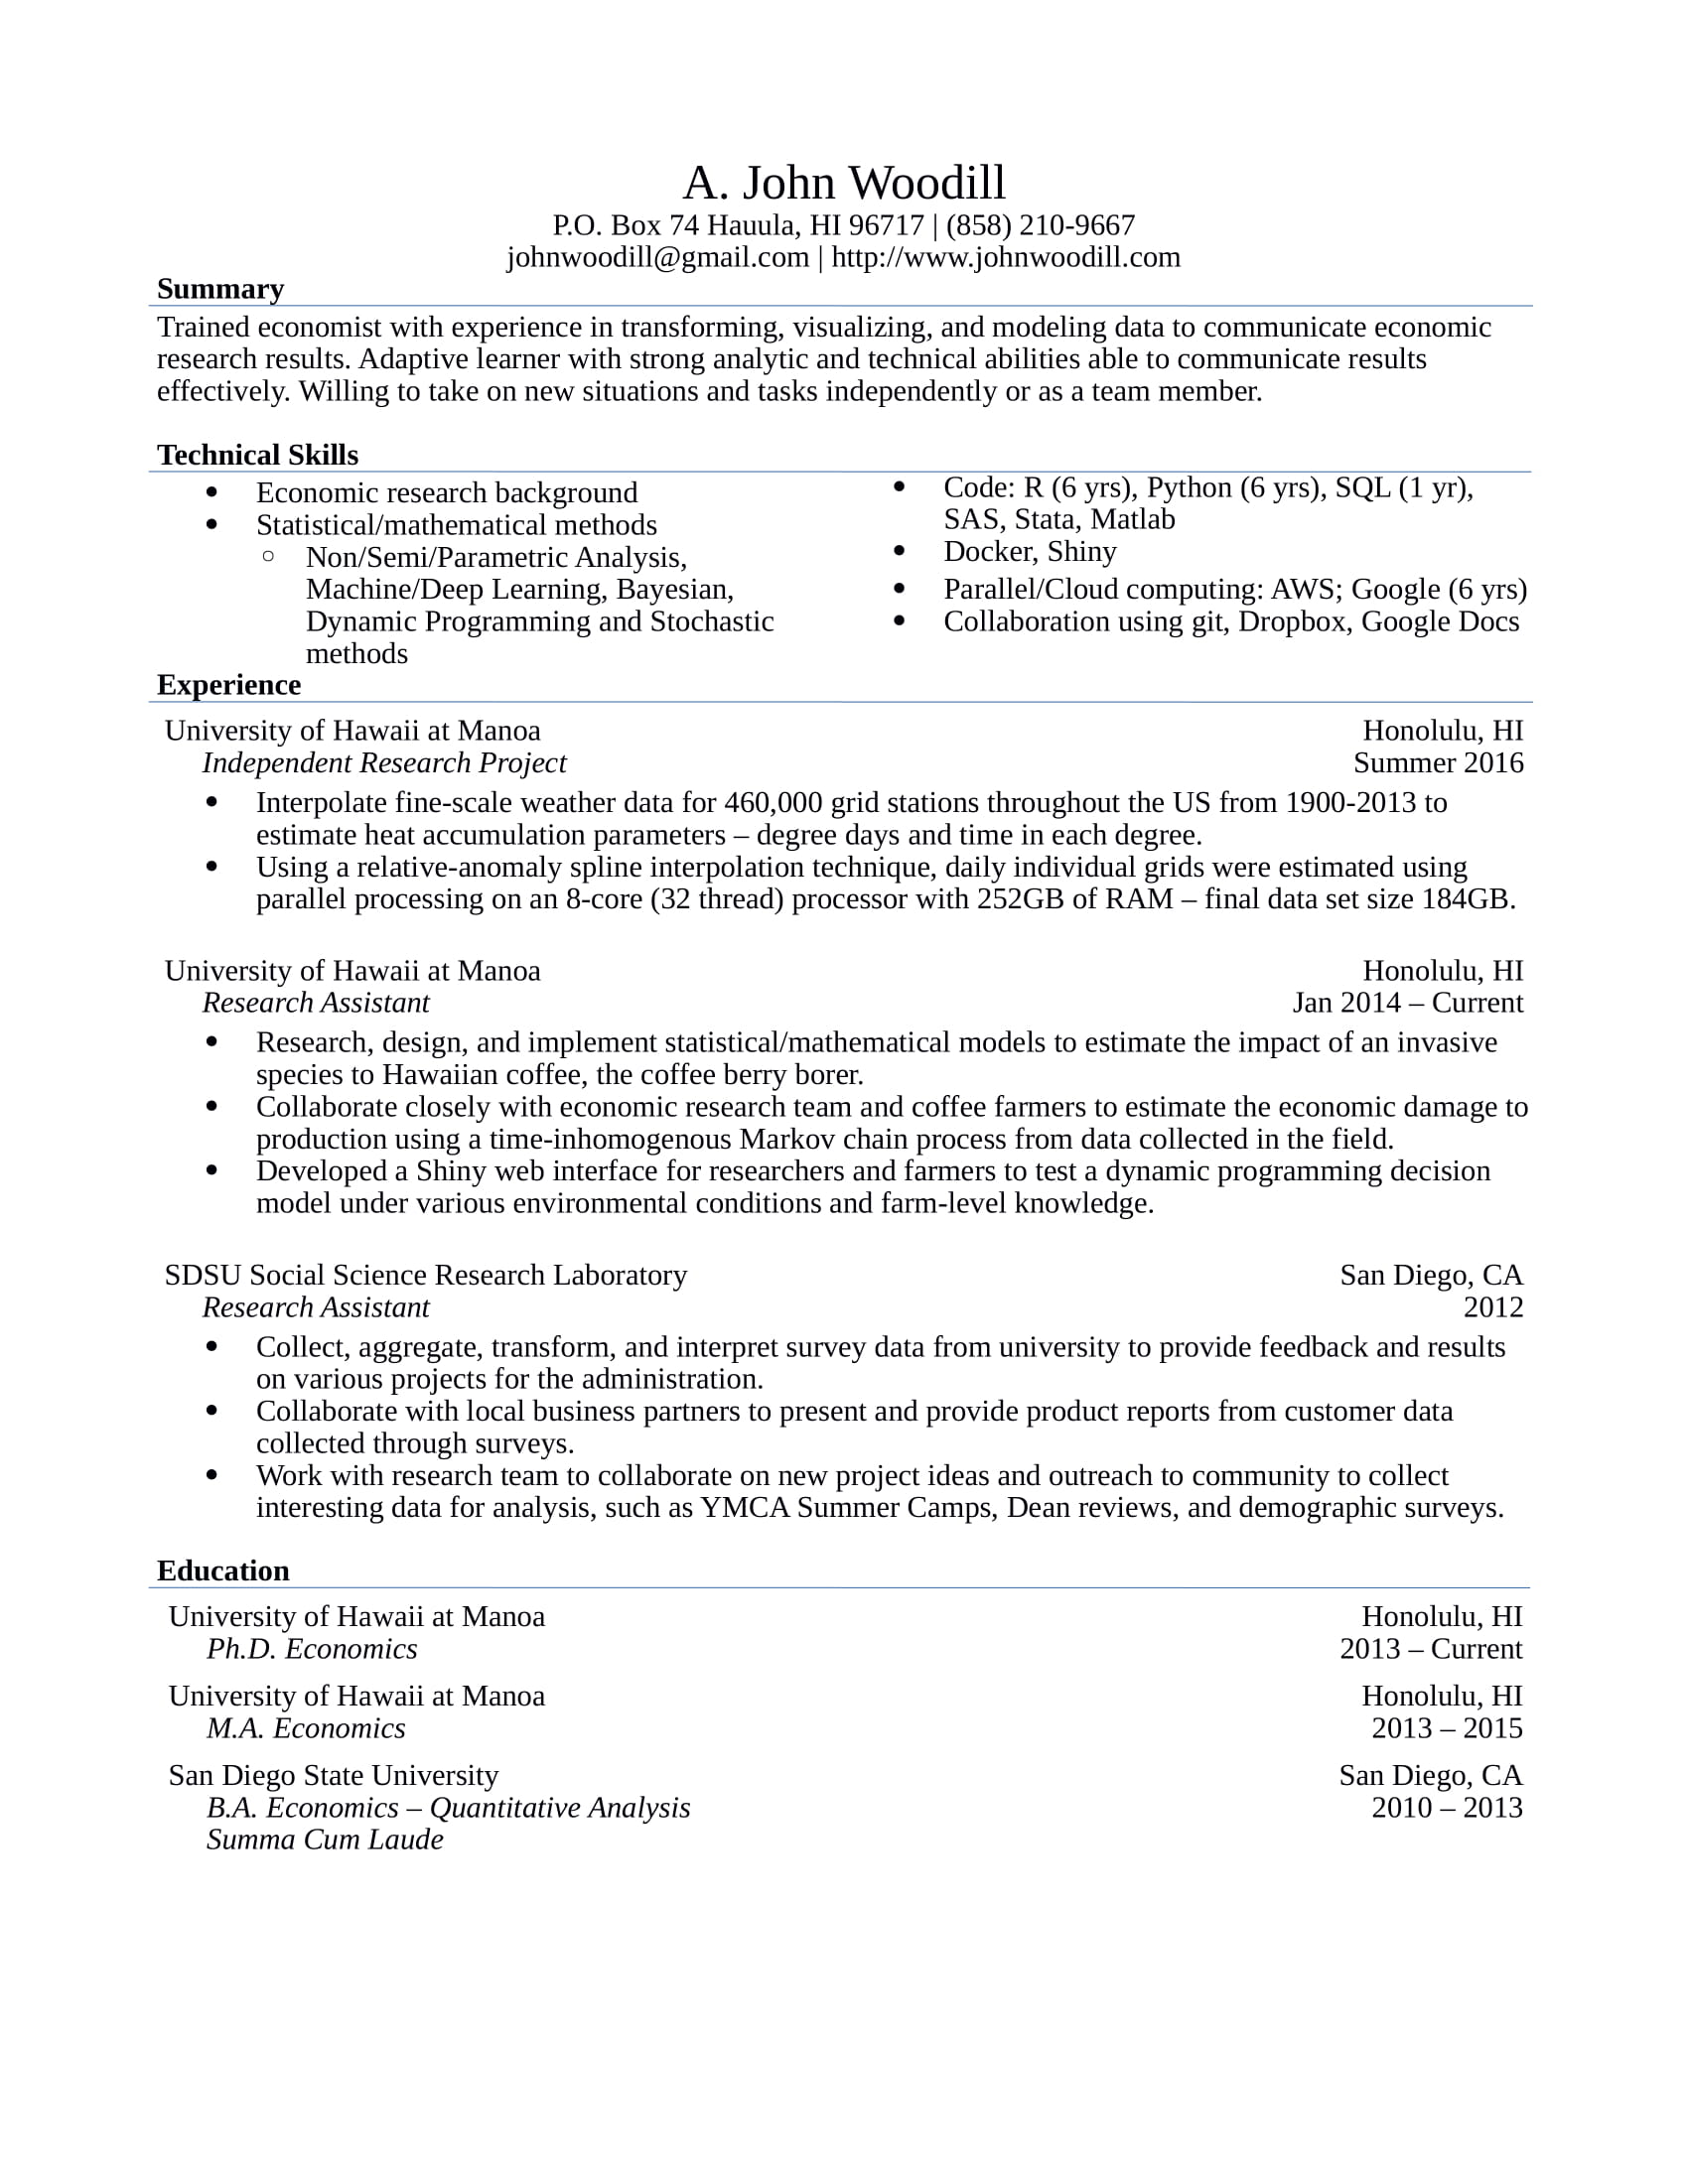 A. John Woodill
P.O. Box 74 Hauula, HI 96717 | (858) 210-9667
johnwoodill@gmail.com | http://www.johnwoodill.com
Summary
Trained economist with experience in transforming, visualizing, and modeling data to communicate economic
research results. Adaptive learner with strong analytic and technical abilities able to communicate results
effectively. Willing to take on new situations and tasks independently or as a team member.
Technical Skills
• Economic research background
• Statistical/mathematical methods
○ Non/Semi/Parametric Analysis,
Machine/Deep Learning, Bayesian,
Dynamic Programming and Stochastic
methods
• Code: R (6 yrs), Python (6 yrs), SQL (1 yr),
SAS, Stata, Matlab
• Docker, Shiny
• Parallel/Cloud computing: AWS; Google (6 yrs)
• Collaboration using git, Dropbox, Google Docs
Experience
University of Hawaii at Manoa Honolulu, HI
Independent Research Project Summer 2016
• Interpolate fine-scale weather data for 460,000 grid stations throughout the US from 1900-2013 to
estimate heat accumulation parameters – degree days and time in each degree.
• Using a relative-anomaly spline interpolation technique, daily individual grids were estimated using
parallel processing on an 8-core (32 thread) processor with 252GB of RAM – final data set size 184GB.
University of Hawaii at Manoa Honolulu, HI
Research Assistant Jan 2014 – Current
• Research, design, and implement statistical/mathematical models to estimate the impact of an invasive
species to Hawaiian coffee, the coffee berry borer.
• Collaborate closely with economic research team and coffee farmers to estimate the economic damage to
production using a time-inhomogenous Markov chain process from data collected in the field.
• Developed a Shiny web interface for researchers and farmers to test a dynamic programming decision
model under various environmental conditions and farm-level knowledge.
SDSU Social Science Research Laboratory San Diego, CA
Research Assistant 2012
• Collect, aggregate, transform, and interpret survey data from university to provide feedback and results
on various projects for the administration.
• Collaborate with local business partners to present and provide product reports from customer data
collected through surveys.
• Work with research team to collaborate on new project ideas and outreach to community to collect
interesting data for analysis, such as YMCA Summer Camps, Dean reviews, and demographic surveys.
Education
University of Hawaii at Manoa Honolulu, HI
Ph.D. Economics 2013 – Current
University of Hawaii at Manoa Honolulu, HI
M.A. Economics 2013 – 2015
San Diego State University San Diego, CA
B.A. Economics – Quantitative Analysis 2010 – 2013
Summa Cum Laude